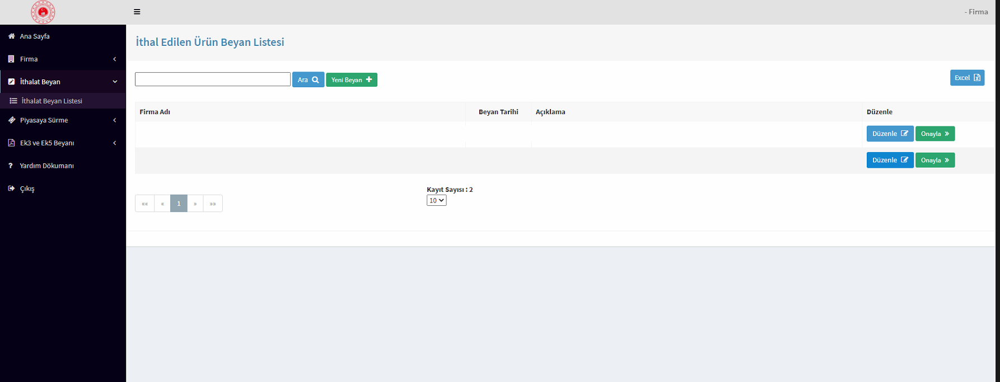 - Firma
Ana Sayfa
Firma
İthalat Beyan
İthalat Beyan Listesi
Piyasaya Sürme
Ek3 ve Ek5 Beyanı
Yardım Dökumanı
Çıkış
İthal Edilen Ürün Beyan Listesi
Ara Yeni Beyan Excel
Firma Adı Beyan Tarihi Açıklama Düzenle
Düzenle Onayla »
Düzenle Onayla »
Kayıt Sayısı : 2
10
«« « 1 » »»